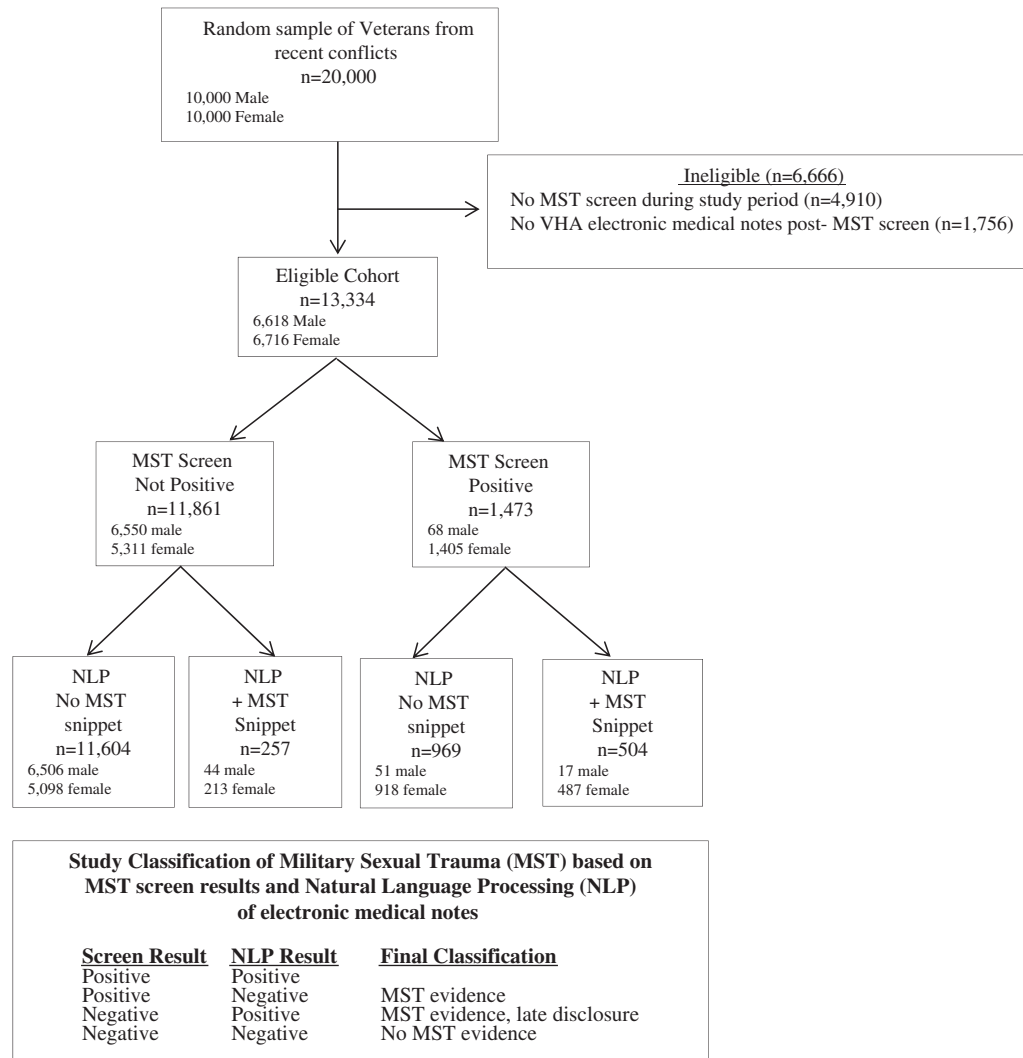 Random sample of Veterans from
recent conflicts
n=20,000
10,000 Male
10,000 Female
Ineligible (n=6,666)
No MST screen during study period (n=4,910)
No VHA electronic medical notes post- MST screen (n=1,756)
Eligible Cohort
n=13,334
6,618 Male
6,716 Female
MST Screen
Not Positive
n=11,861
6,550 male
5,311 female
MST Screen
Positive
n=1,473
68 male
1,405 female
NLP
No MST
snippet
n=11,604
6,506 male
5,098 female
NLP
+ MST
Snippet
n=257
44 male
213 female
NLP
No MST
snippet
n=969
51 male
918 female
NLP
+ MST
Snippet
n=504
17 male
487 female
Study Classification of Military Sexual Trauma (MST) based on
MST screen results and Natural Language Processing (NLP)
of electronic medical notes
Screen Result NLP Result Final Classification
Positive Positive
Positive Negative MST evidence
Negative Positive MST evidence, late disclosure
Negative Negative No MST evidence